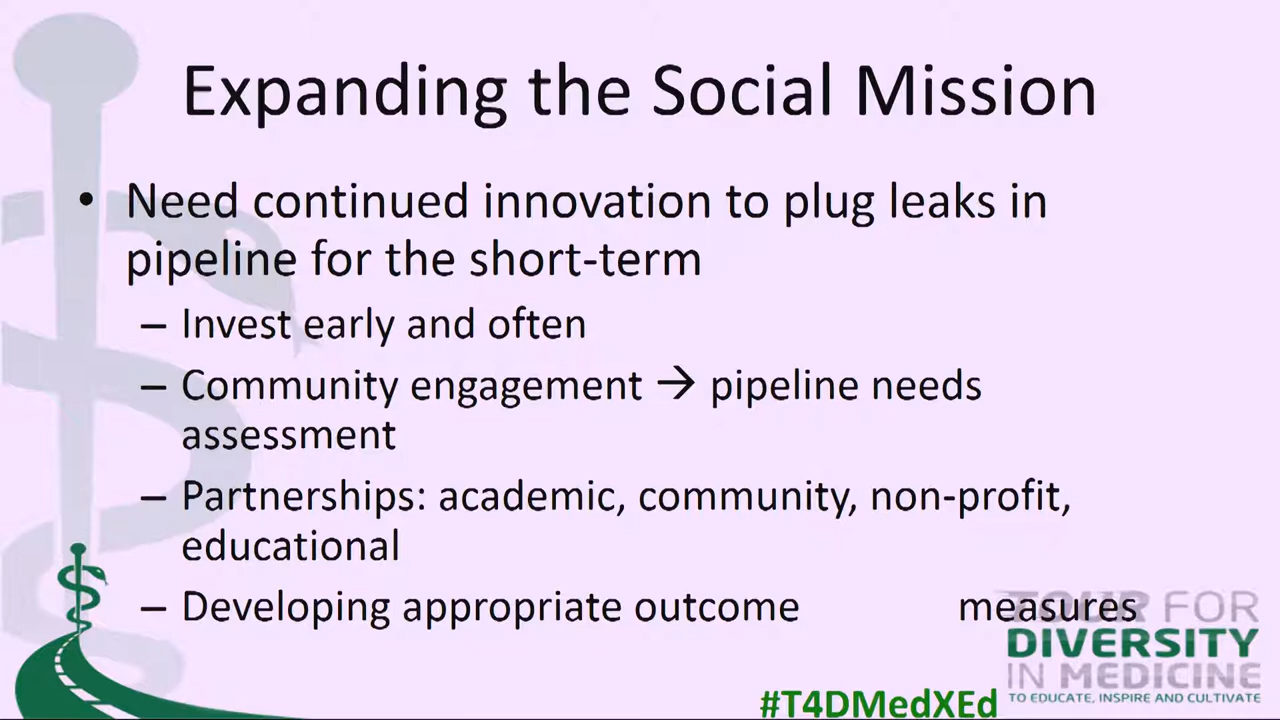 Expanding the Social Mission
• Need continued innovation to plug leaks in
pipeline for the short-term
– Invest early and often
– Community engagement → pipeline needs
assessment
– Partnerships: academic, community, non-profit,
educational
– Developing appropriate outcome measures
TOUR FOR
DIVERSITY
IN MEDICINE
TO EDUCATE, INSPIRE AND CULTIVATE
#T4DMedXEd